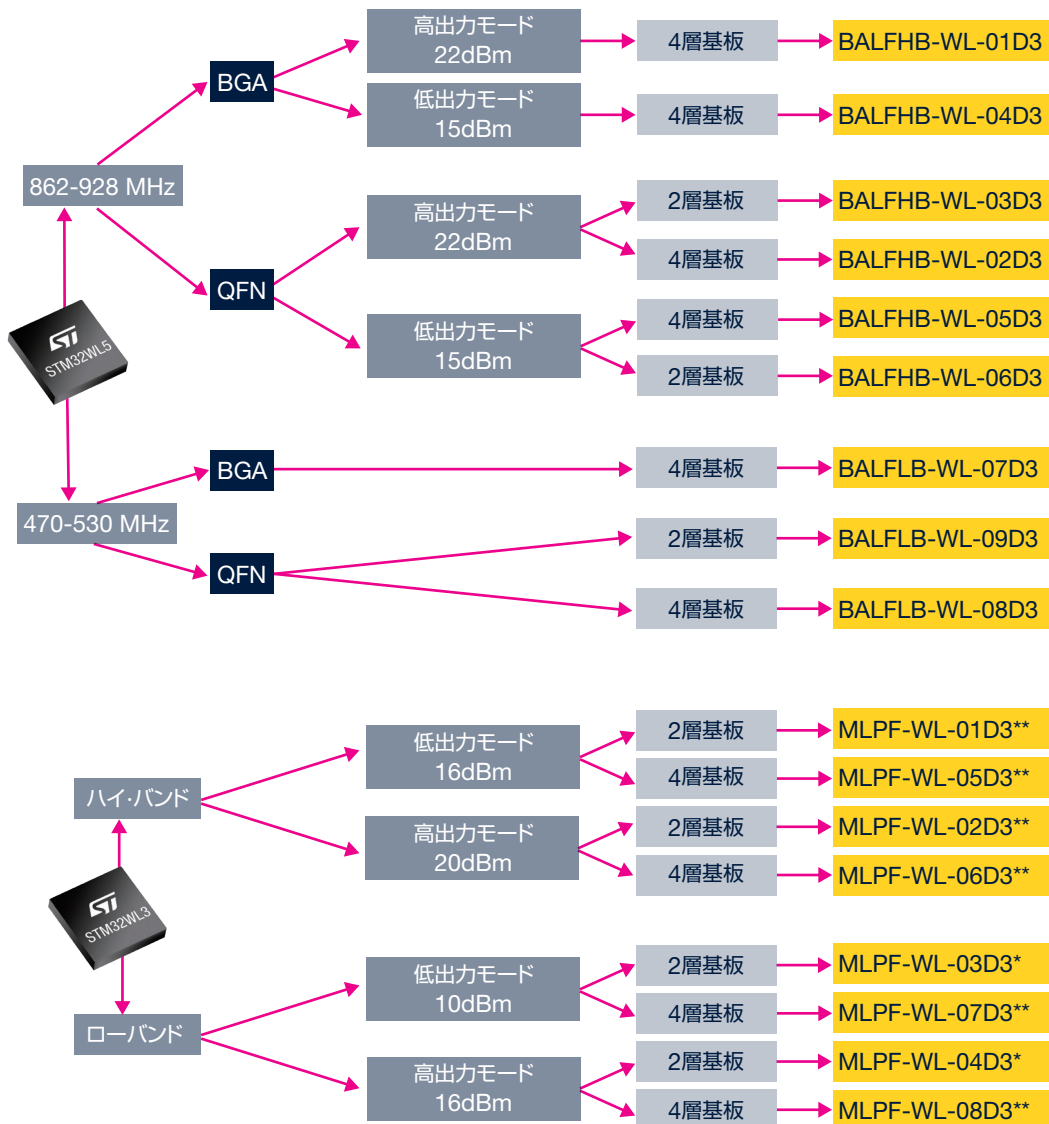 高出力モード
22dBm
4層基板
BALFHB-WL-01D3
BGA
低出力モード
15dBm
4層基板
BALFHB-WL-04D3
862-928 MHz
高出力モード
22dBm
2層基板
BALFHB-WL-03D3
4層基板
BALFHB-WL-02D3
QFN
低出力モード
15dBm
4層基板
BALFHB-WL-05D3
2層基板
BALFHB-WL-06D3
ST
STM32WL5
BGA
4層基板
BALFLB-WL-07D3
470-530 MHz
QFN
2層基板
BALFLB-WL-09D3
4層基板
BALFLB-WL-08D3
低出力モード
16dBm
2層基板
MLPF-WL-01D3**
4層基板
MLPF-WL-05D3**
ハイ・バンド
高出力モード
20dBm
2層基板
MLPF-WL-02D3**
4層基板
MLPF-WL-06D3**
ST
STM32WL3
低出力モード
10dBm
2層基板
MLPF-WL-03D3*
4層基板
MLPF-WL-07D3**
ローバンド
高出力モード
16dBm
2層基板
MLPF-WL-04D3*
4層基板
MLPF-WL-08D3**